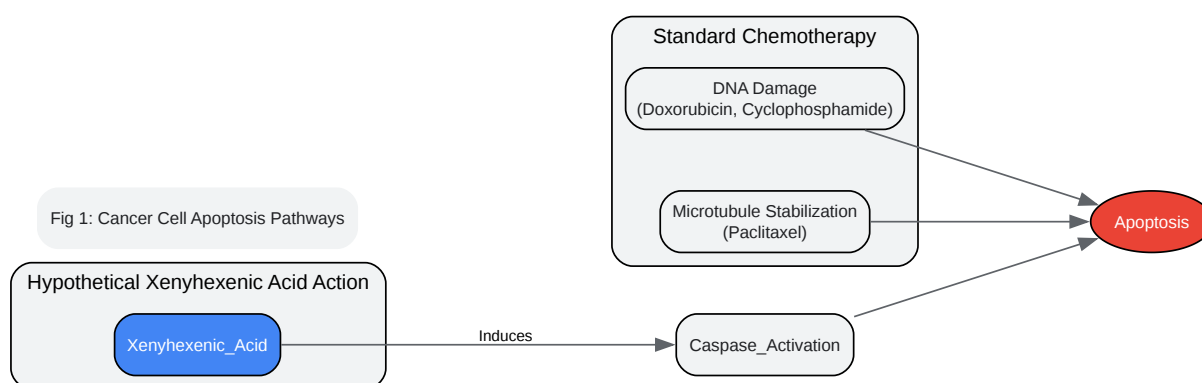 Standard Chemotherapy
DNA Damage
(Doxorubicin, Cyclophosphamide)
Microtubule Stabilization
(Paclitaxel)
Apoptosis
Fig 1: Cancer Cell Apoptosis Pathways
Hypothetical Xenyhexenic Acid Action
Xenyhexenic_Acid
Induces
Caspase_Activation